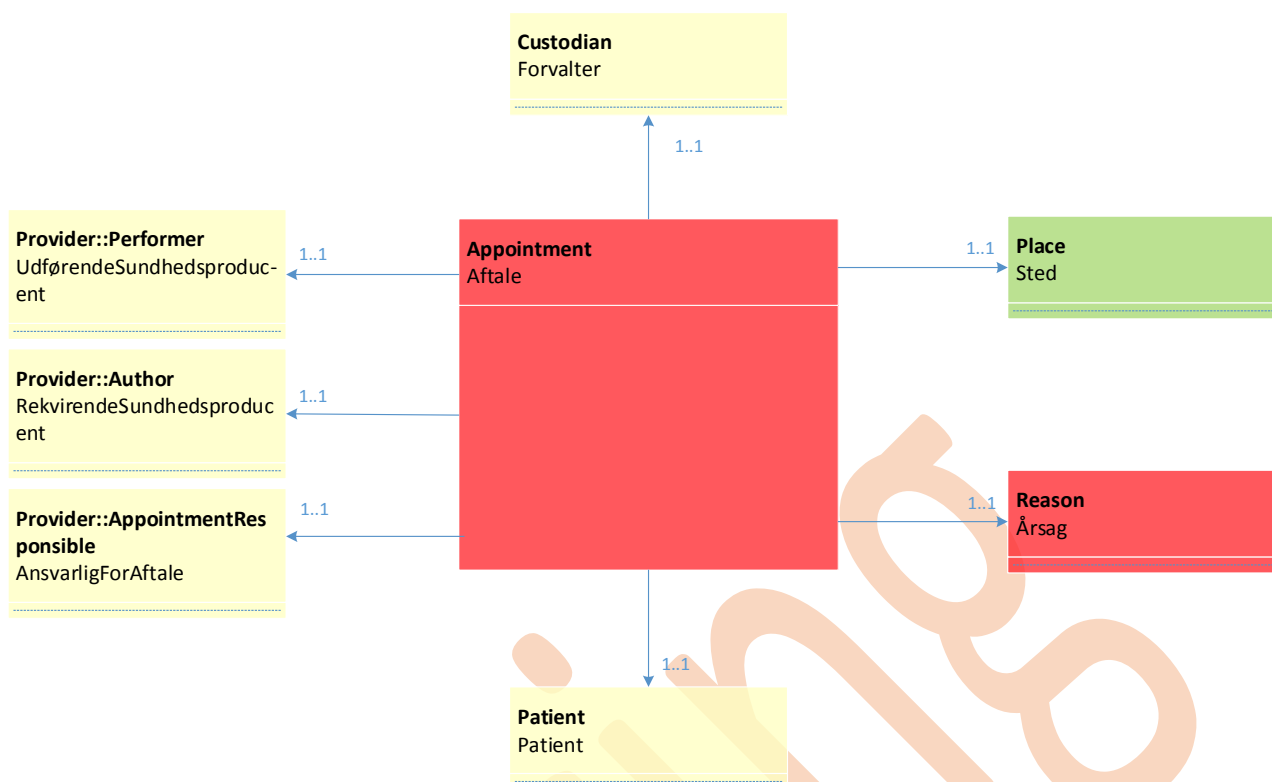 Custodian
Forvalter
1..1
Provider::Performer
UdførendeSundhedsproduc-
ent
1..1
Appointment
Aftale
1..1
Place
Sted
Provider::Author
RekvirendeSundhedsproduc
ent
1..1
Provider::AppointmentRes
ponsible
AnsvarligForAftale
1..1
1..1
Reason
Årsag
1..1
Patient
Patient